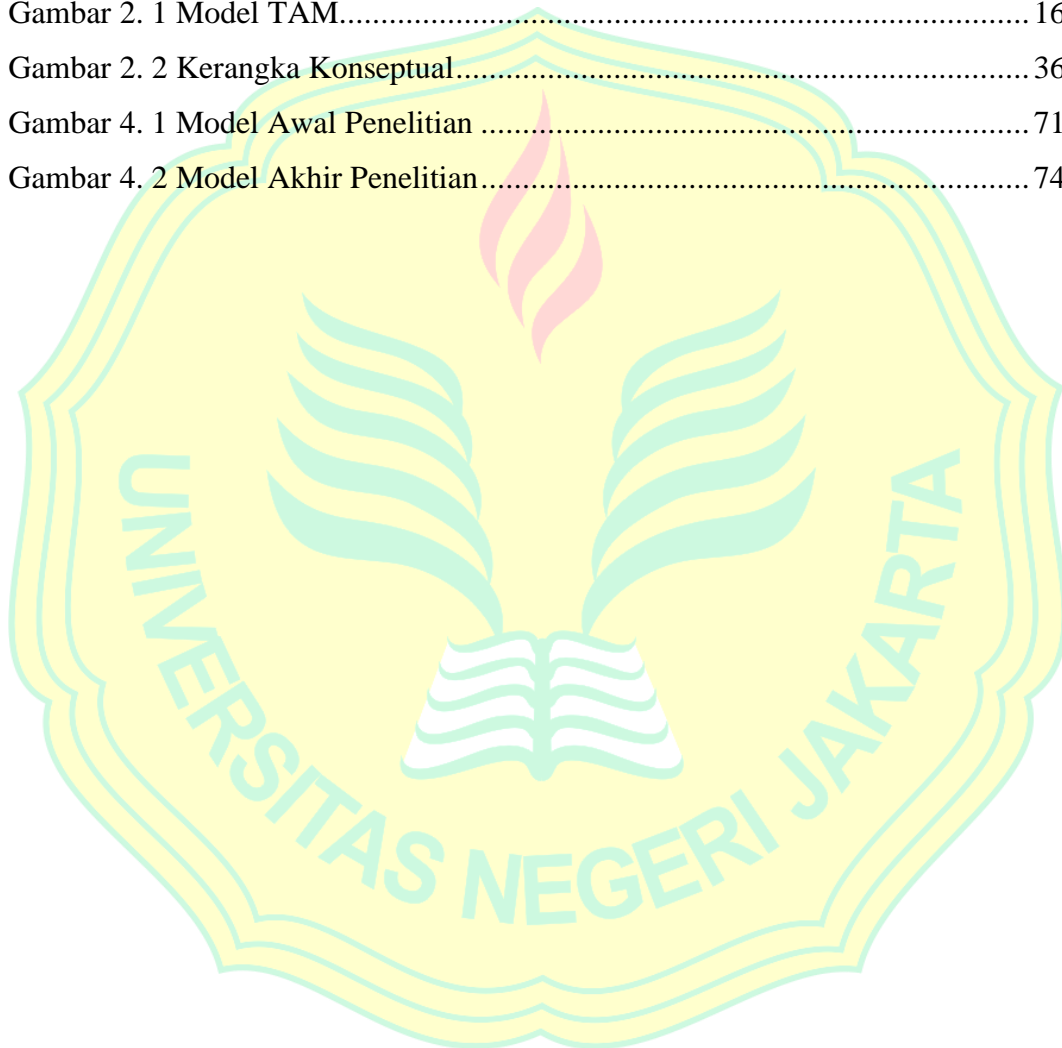 Gambar 2. 1 Model TAM.................................................................................... 16
Gambar 2. 2 Kerangka Konseptual..................................................................... 36
Gambar 4. 1 Model Awal Penelitian .................................................................. 71
Gambar 4. 2 Model Akhir Penelitian.................................................................. 74
UNIVERSITAS NEGERI JAKARTA